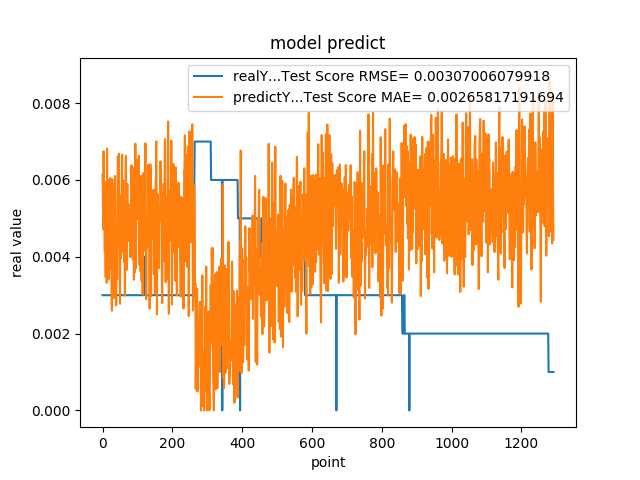 model predict
realY...Test Score RMSE= 0.00307006079918
predictY...Test Score MAE= 0.00265817191694
0.008
0.006
0.004
0.002
0.000
real value
0 200 400 600 800 1000 1200
point